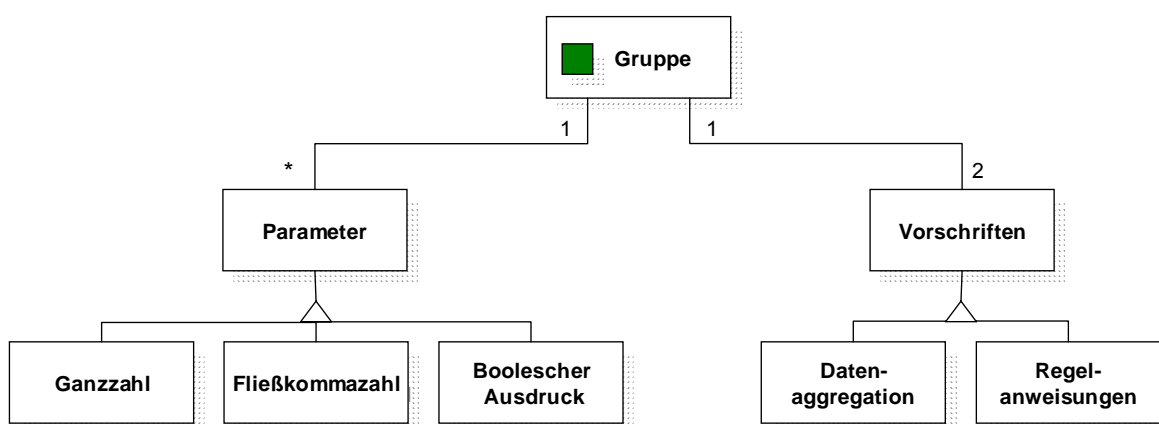 Gruppe
1
1
*
2
Parameter
Vorschriften
Ganzzahl
Fließkommazahl
Boolescher
Ausdruck
Daten-
aggregation
Regel-
anweisungen